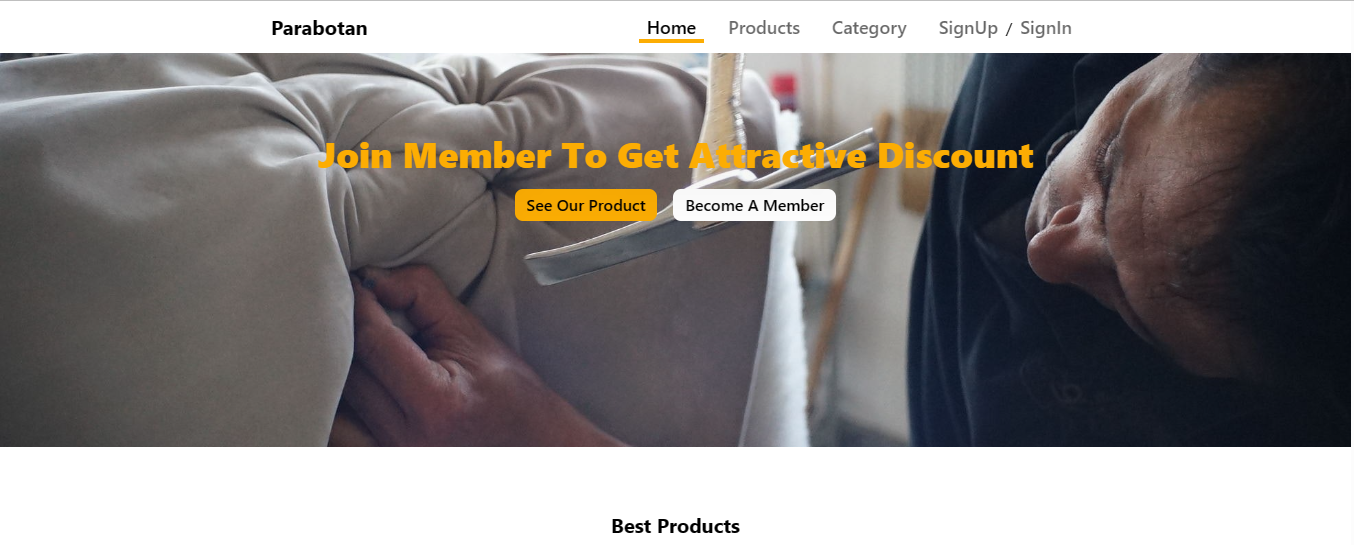 Parabotan Home Products Category SignUp / SignIn
Join Member To Get Attractive Discount
See Our Product Become A Member
Best Products